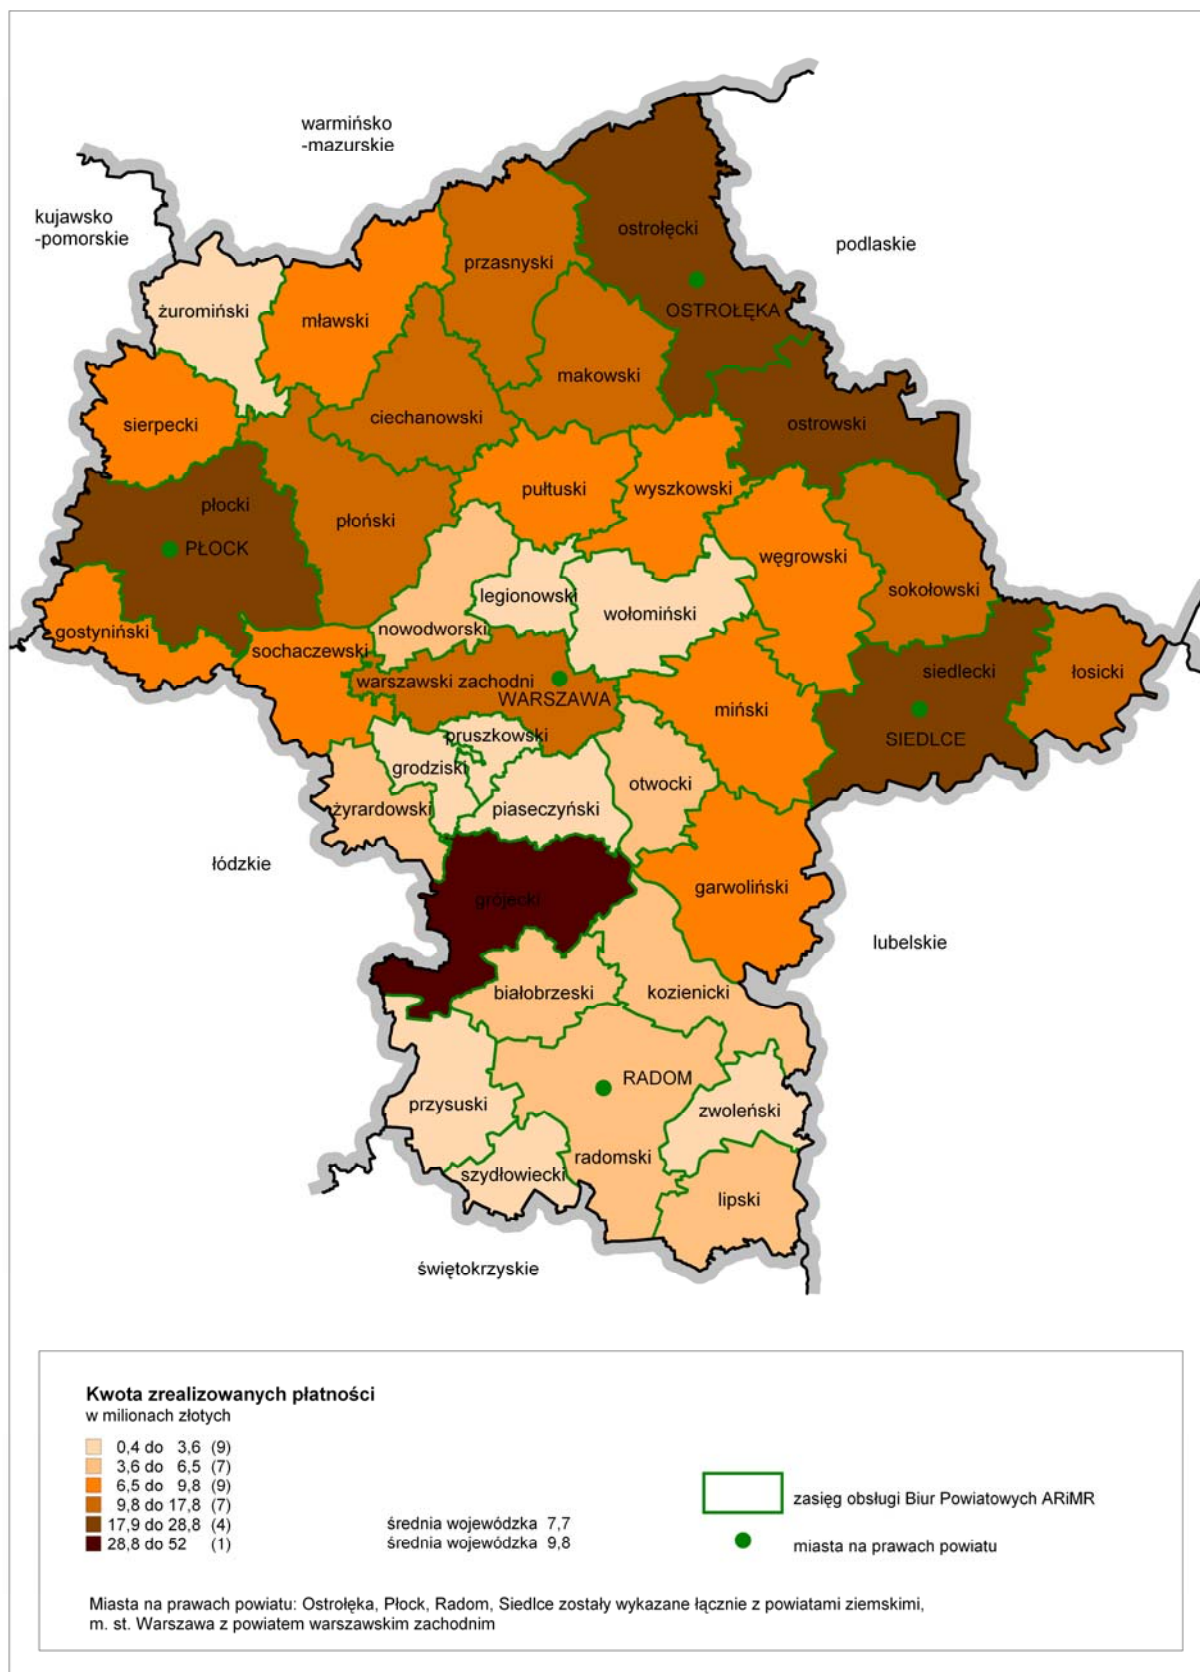 warmińsko
-mazurskie
kujawsko
-pomorskie
podlaskie
ostrołęcki
przasnyski
OSTROŁĘKA
żuromiński
mławski
makowski
ciechanowski
ostrowski
sierpecki
pułtuski
wyszkowski
płocki
płoński
PŁOCK
węgrowski
sokołowski
legionowski
wołomiński
gostyniński
nowodworski
sochaczewski
siedlecki
łosicki
warszawski zachodni
WARSZAWA
miński
pruszkowski
SIEDLCE
grodziski
otwocki
żyrardowski
piaseczyński
łódzkie
garwoliński
grójecki
lubelskie
białobrzeski
kozienicki
RADOM
przysuski
zwoleński
radomski
szydłowiecki
lipski
świętokrzyskie
Kwota zrealizowanych płatności
w milionach złotych
0,4 do 3,6 (9)
3,6 do 6,5 (7)
6,5 do 9,8 (9)
9,8 do 17,8 (7)
17,9 do 28,8 (4)
28,8 do 52 (1)
średnia wojewódzka 7,7
średnia wojewódzka 9,8
zasięg obsługi Biur Powiatowych ARiMR
miasta na prawach powiatu
Miasta na prawach powiatu: Ostrołęka, Płock, Radom, Siedlce zostały wykazane łącznie z powiatami ziemskimi,
m. st. Warszawa z powiatem warszawskim zachodnim